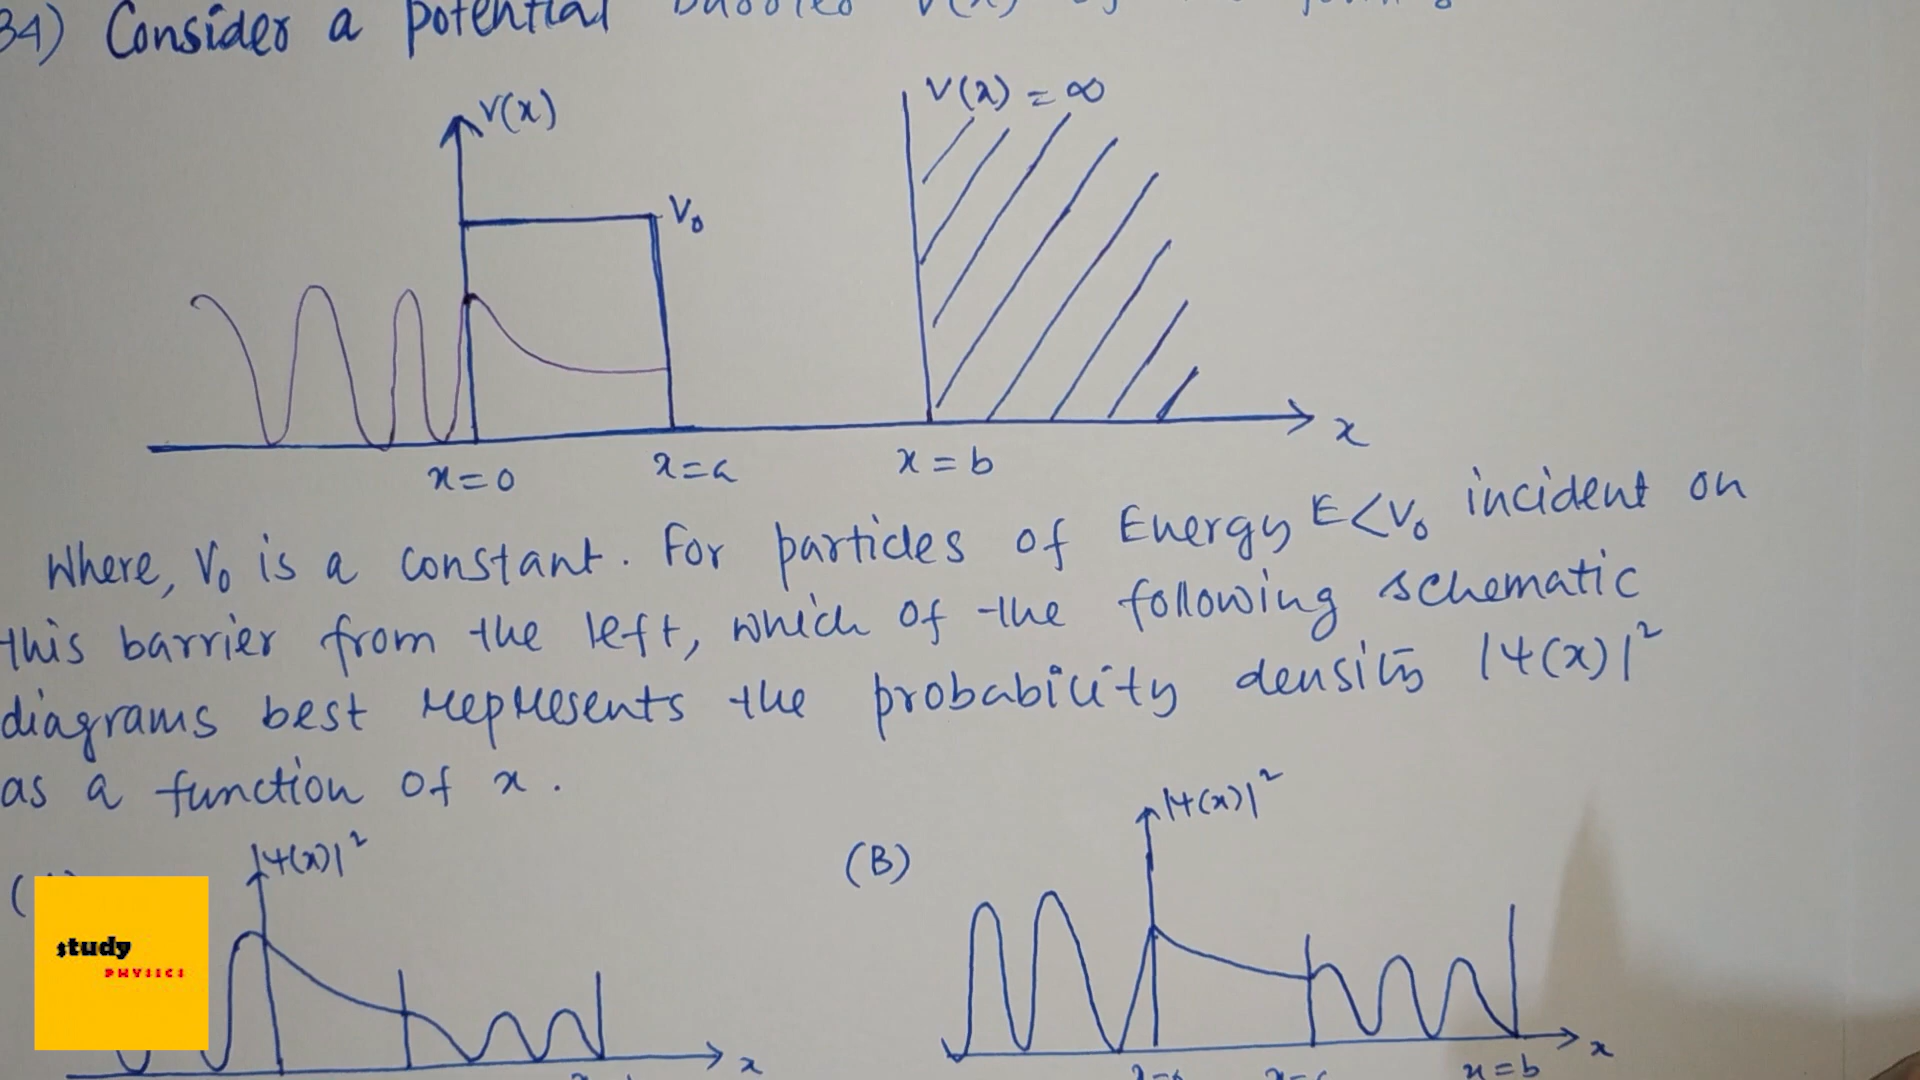 34) Consider a potential
V(x)
V(x) = ∞
V₀
x
x=0
x=a
x=b
Where, V₀ is a constant. For particles of Energy E<V₀ incident on
this barrier from the left, which of the following schematic
diagrams best represents the probability density |Ψ(x)|²
as a function of x.
|Ψ(x)|²
(B)
|Ψ(x)|²
study
PHYSICS
x
x
x=b